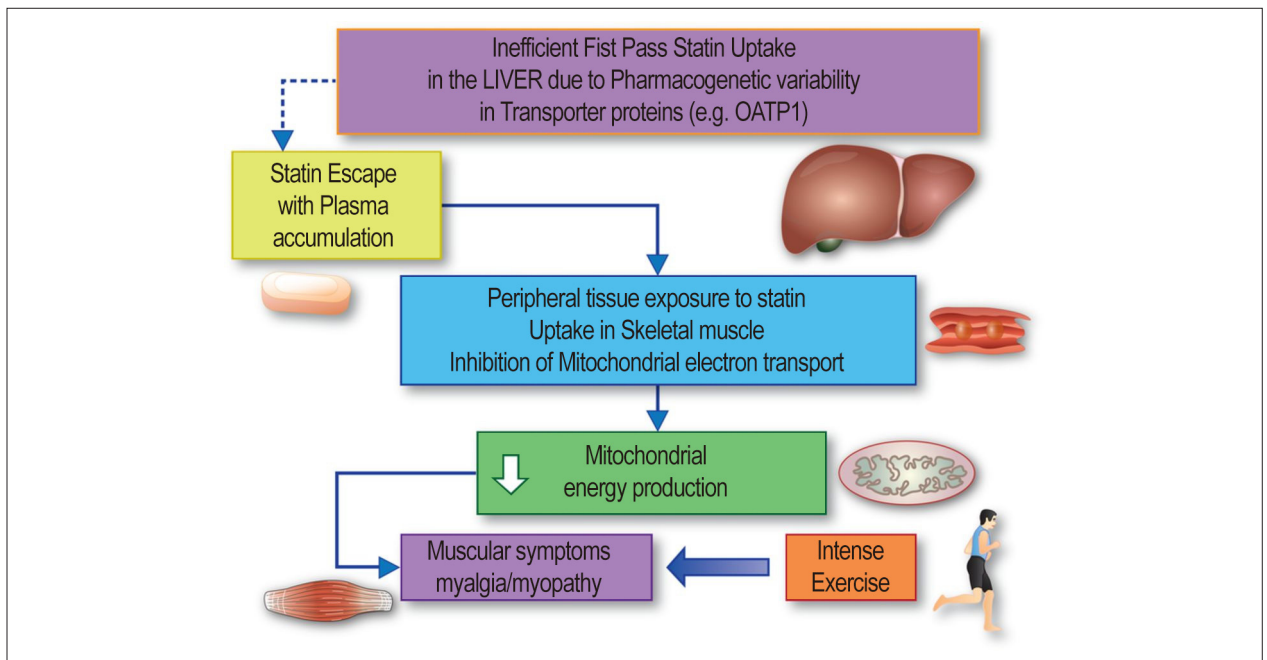 Inefficient Fist Pass Statin Uptake
in the LIVER due to Pharmacogenetic variability
in Transporter proteins (e.g. OATP1)
Statin Escape
with Plasma
accumulation
Peripheral tissue exposure to statin
Uptake in Skeletal muscle
Inhibition of Mitochondrial electron transport
Mitochondrial
energy production
Muscular symptoms
myalgia/myopathy
Intense
Exercise